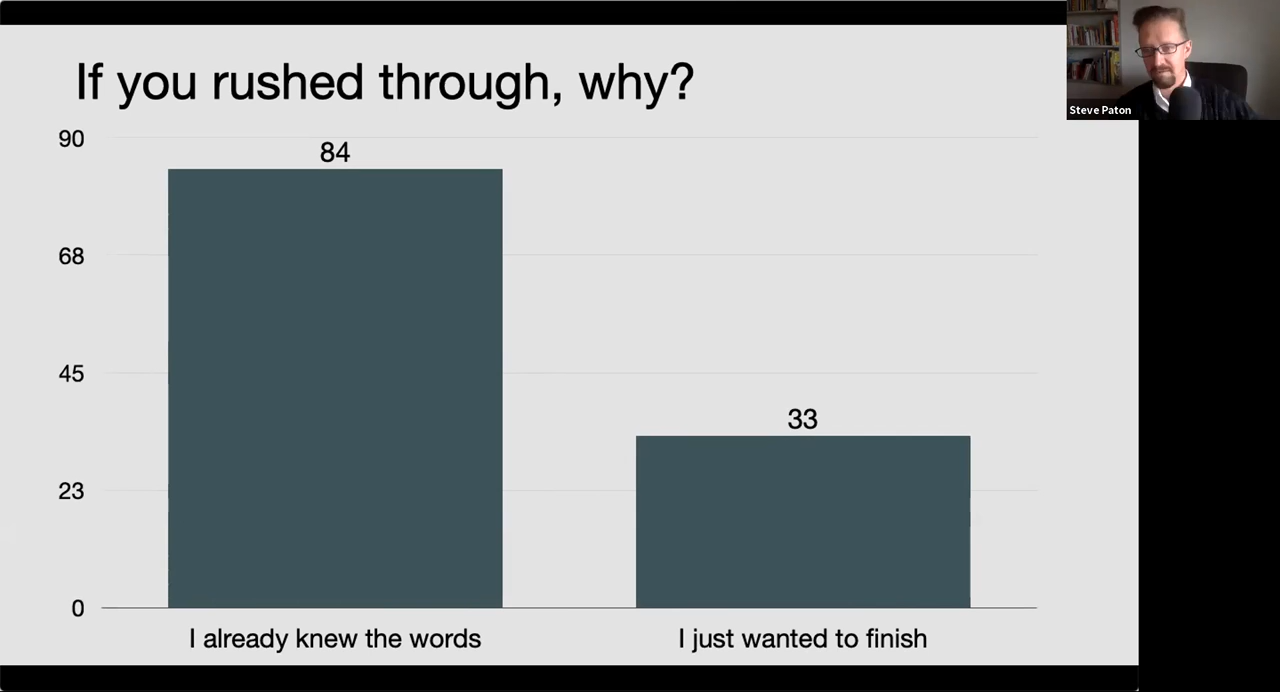 If you rushed through, why?
Steve Paton
90
84
68
45
33
23
0
I already knew the words
I just wanted to finish